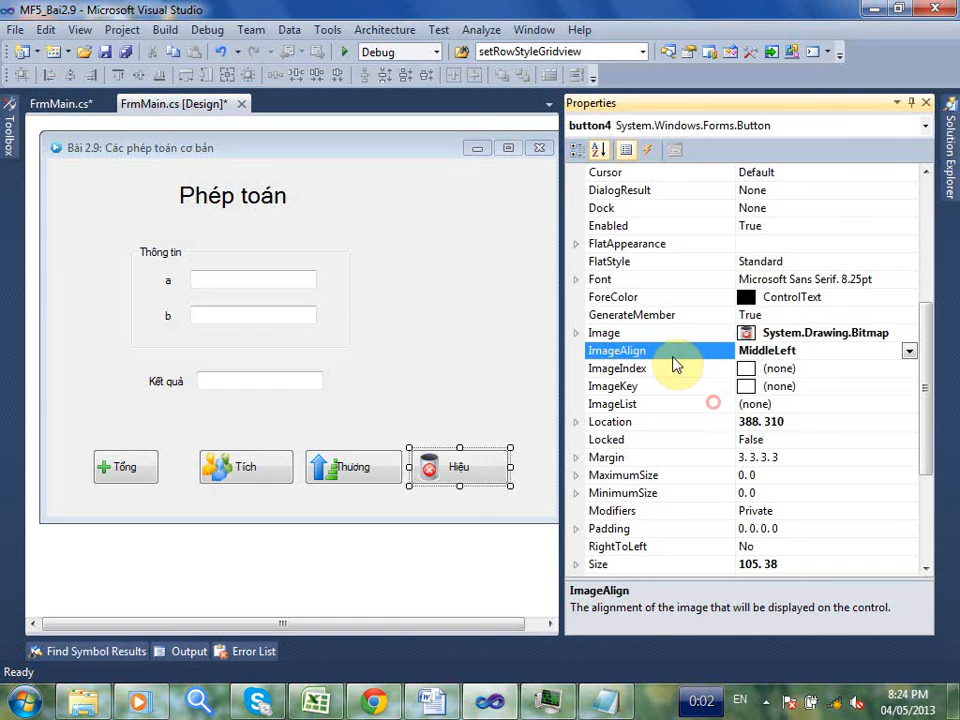 MF5_Bai2.9 - Microsoft Visual Studio
File Edit View Project Build Debug Team Data Tools Architecture Test Analyze Window Help
Debug setRowStyleGridview
FrmMain.cs* FrmMain.cs [Design]*
Toolbox
Bài 2.9: Các phép toán cơ bản
Phép toán
Thông tin
a
b
Kết quả
Tổng Tích Thương Hiệu
Properties
button4 System.Windows.Forms.Button
Cursor Default
DialogResult None
Dock None
Enabled True
FlatAppearance
FlatStyle Standard
Font Microsoft Sans Serif. 8.25pt
ForeColor ControlText
GenerateMember True
Image System.Drawing.Bitmap
ImageAlign MiddleLeft
ImageIndex (none)
ImageKey (none)
ImageList (none)
Location 388. 310
Locked False
Margin 3. 3. 3. 3
MaximumSize 0. 0
MinimumSize 0. 0
Modifiers Private
Padding 0. 0. 0. 0
RightToLeft No
Size 105. 38
ImageAlign
The alignment of the image that will be displayed on the control.
Solution Explorer
Find Symbol Results Output Error List
Ready
0:02 EN
8:24 PM
04/05/2013